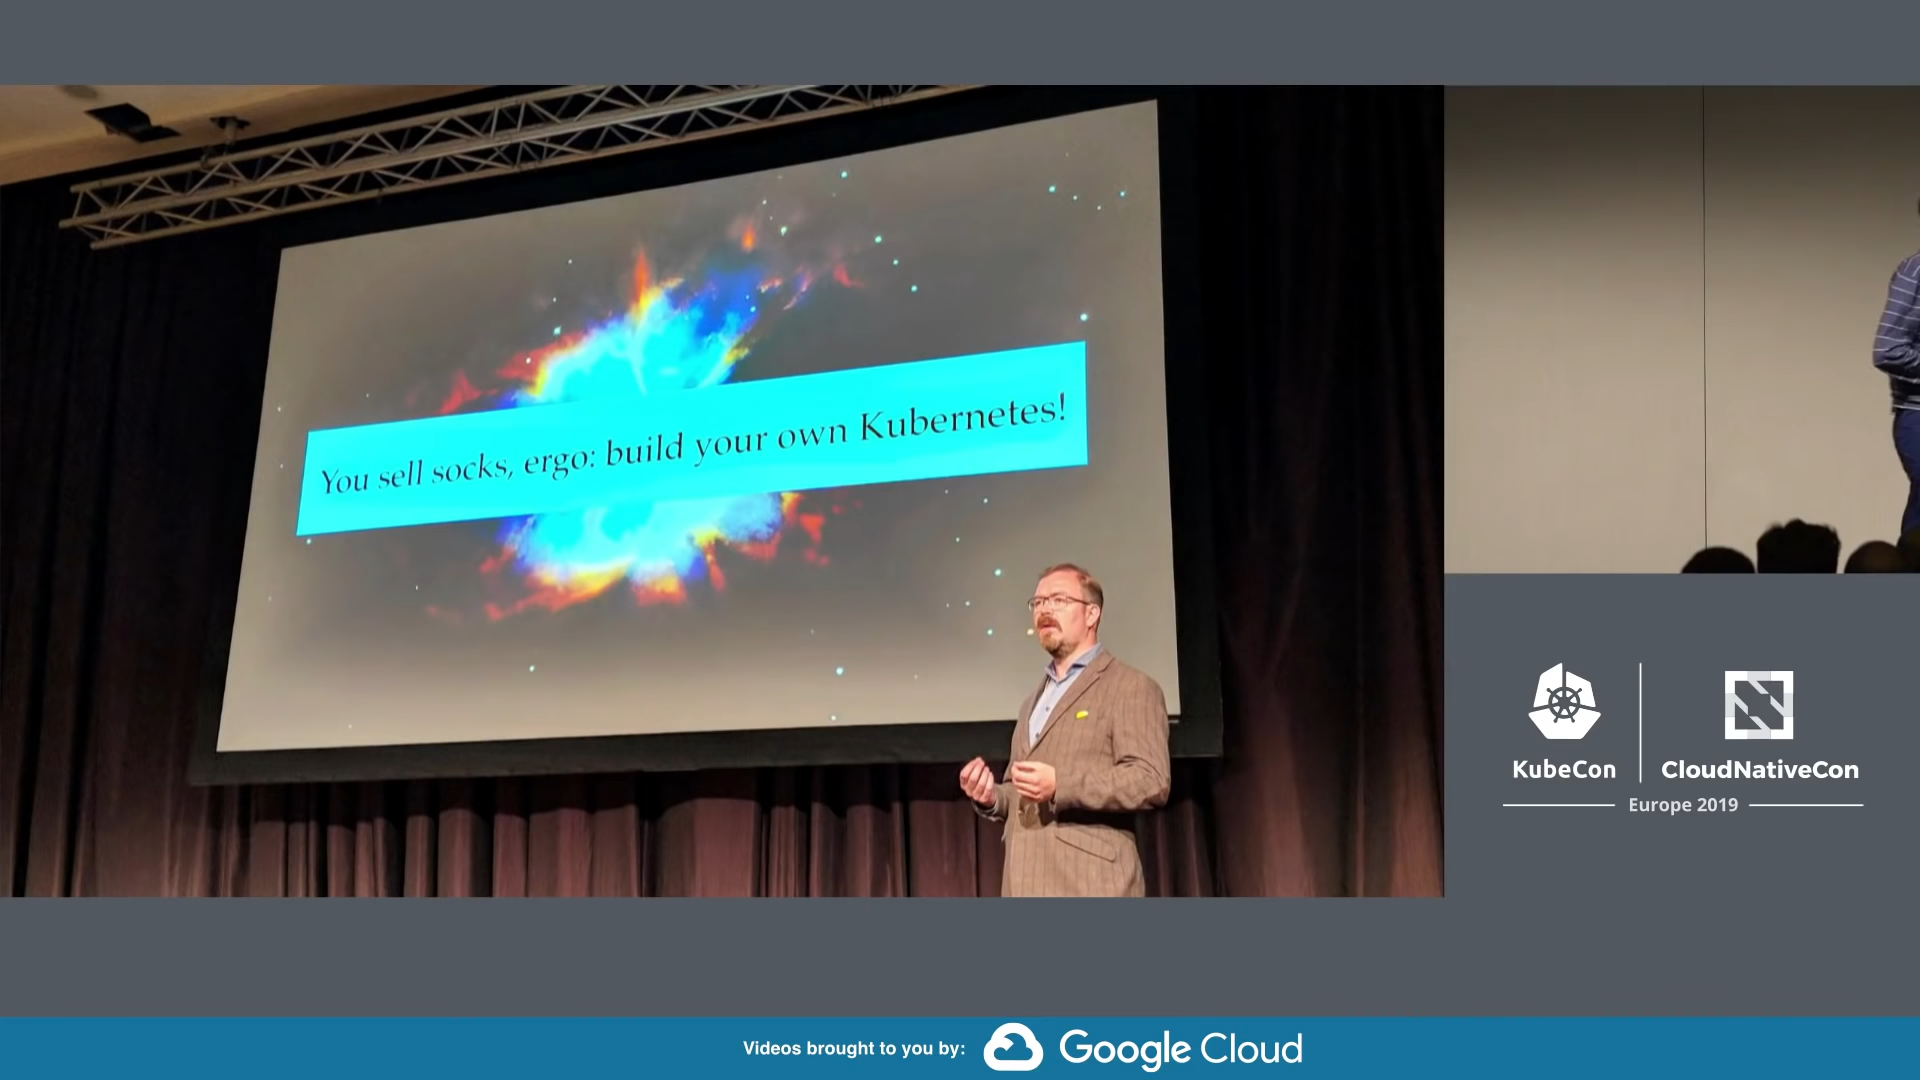 You sell socks, ergo: build your own Kubernetes!
KubeCon
CloudNativeCon
Europe 2019
Videos brought to you by:
Google Cloud